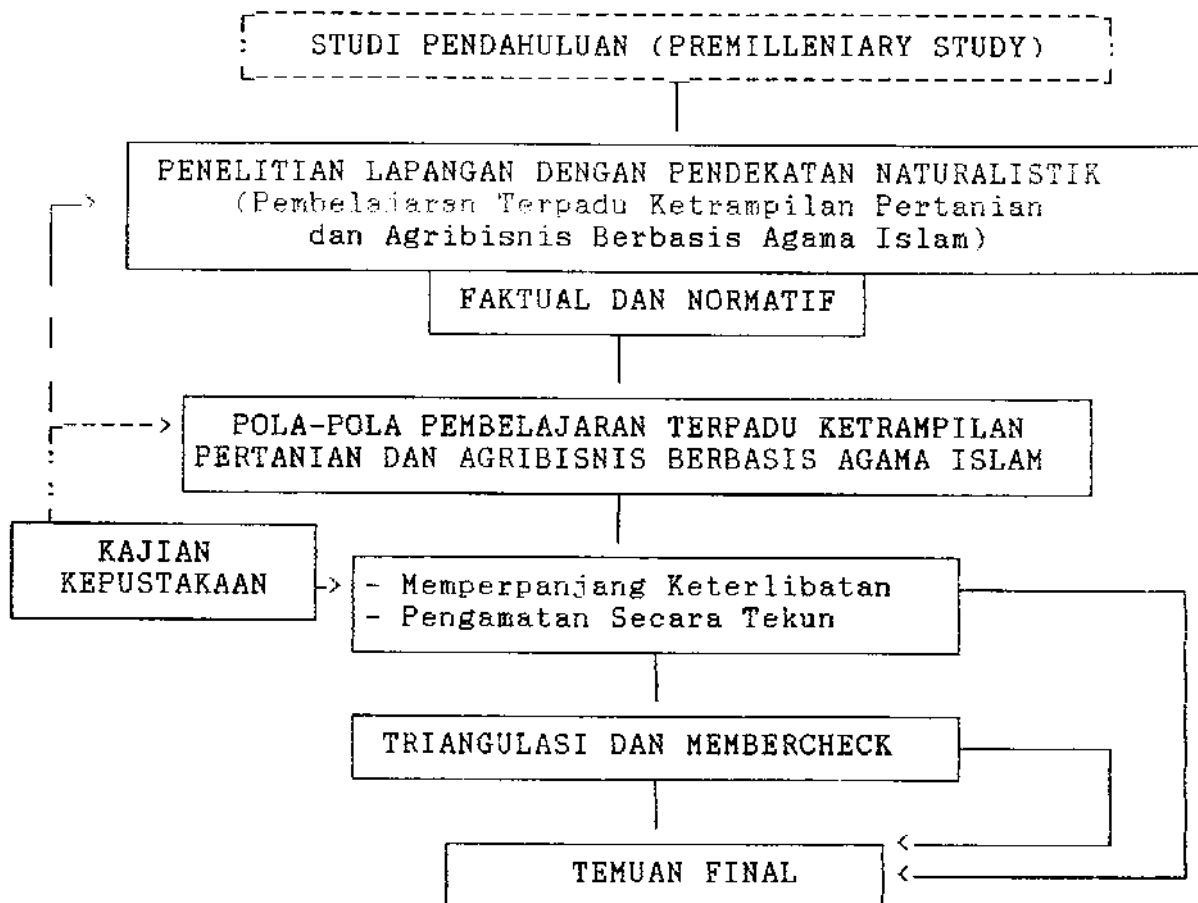 STUDI PENDAHULUAN (PREMILLENIARY STUDY)
PENELITIAN LAPANGAN DENGAN PENDEKATAN NATURALISTIK
(Pembelajaran Terpadu Ketrampilan Pertanian
dan Agribisnis Berbasis Agama Islam)
FAKTUAL DAN NORMATIF
POLA-POLA PEMBELAJARAN TERPADU KETRAMPILAN
PERTANIAN DAN AGRIBISNIS BERBASIS AGAMA ISLAM
KAJIAN
KEPUSTAKAAN
- Memperpanjang Keterlibatan
- Pengamatan Secara Tekun
TRIANGULASI DAN MEMBERCHECK
TEMUAN FINAL